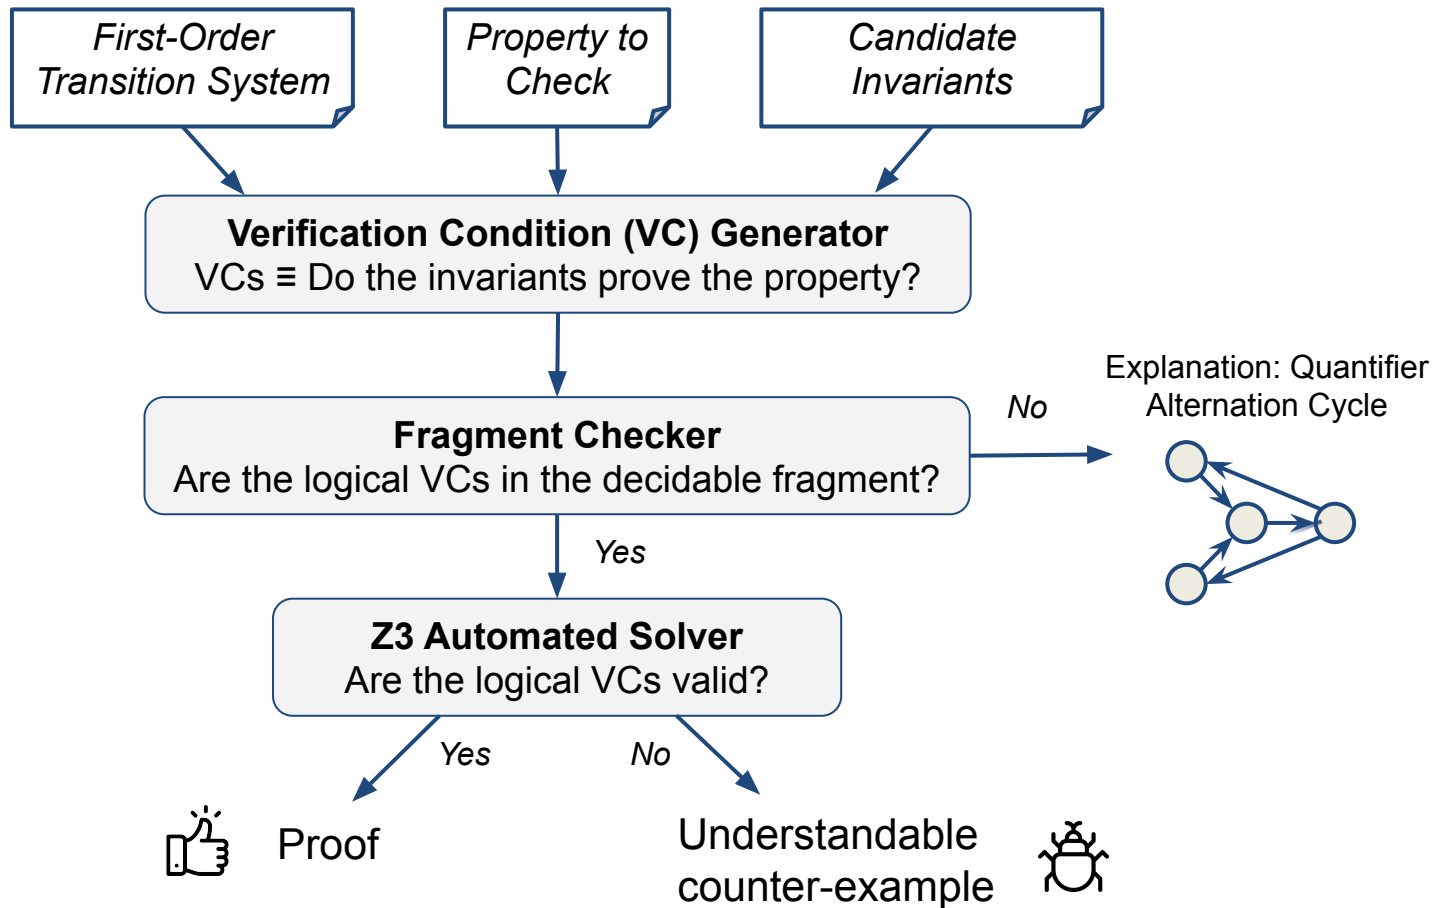 First-Order
Transition System
Property to
Check
Candidate
Invariants
Verification Condition (VC) Generator
VCs ≡ Do the invariants prove the property?
Explanation: Quantifier
Alternation Cycle
No
Fragment Checker
Are the logical VCs in the decidable fragment?
Yes
Z3 Automated Solver
Are the logical VCs valid?
Yes
No
Proof
Understandable
counter-example